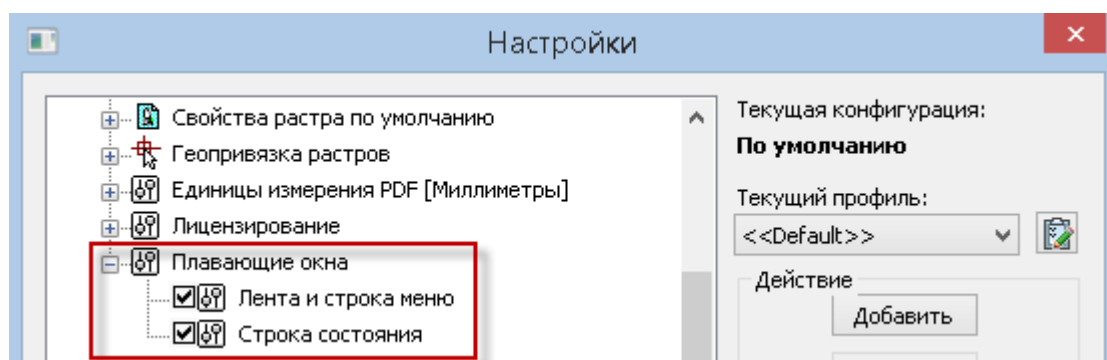 Настройки
Свойства растра по умолчанию
Геопривязка растров
Единицы измерения PDF [Миллиметры]
Лицензирование
Плавающие окна
Лента и строка меню
Строка состояния
Текущая конфигурация:
По умолчанию
Текущий профиль:
<<Default>>
Действие
Добавить